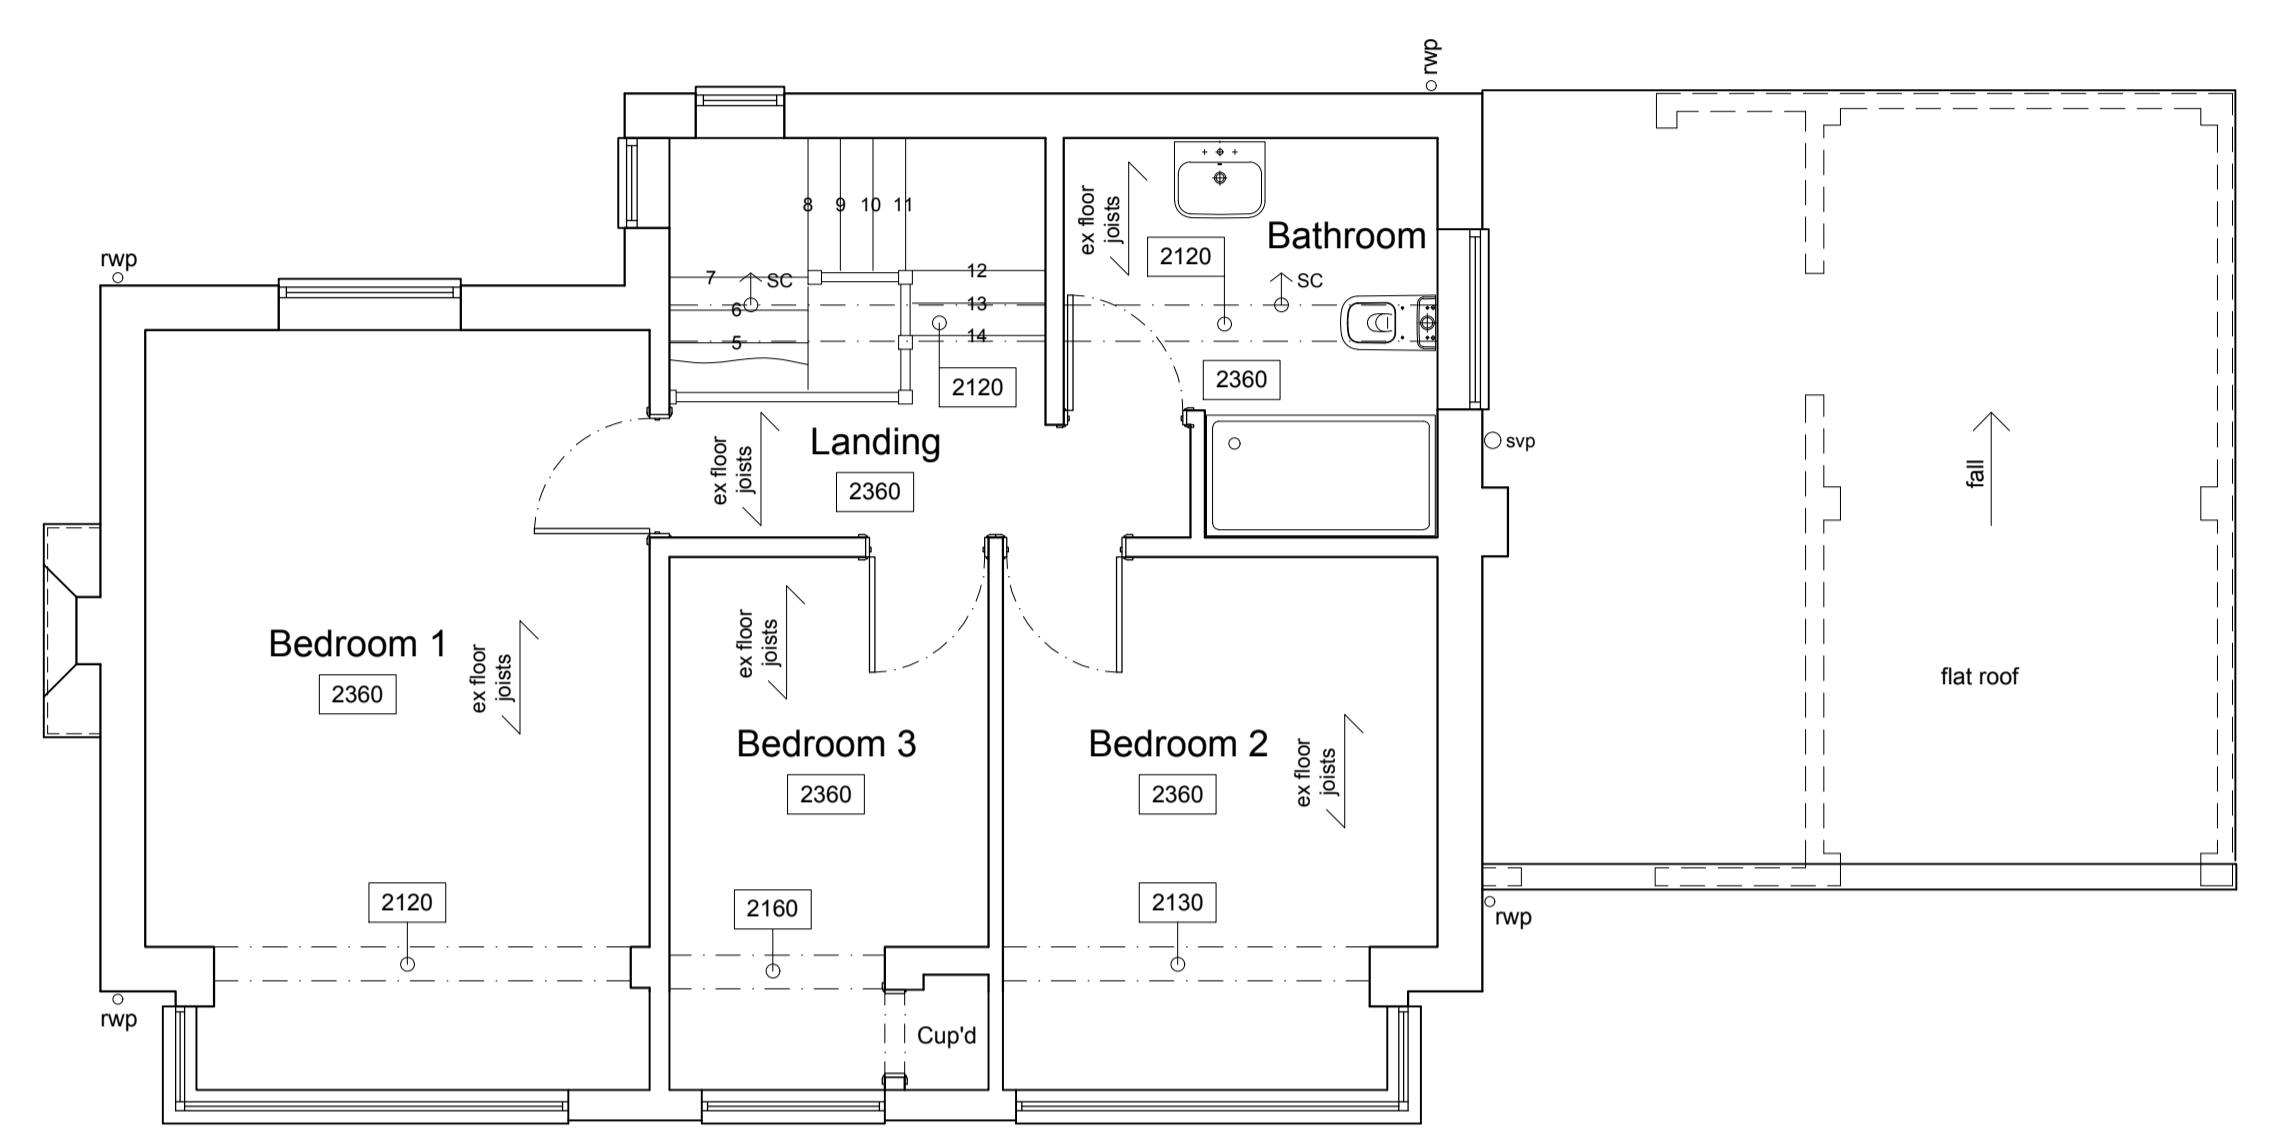 rwp
8 9 10 11
ex floor
joists
Bathroom
rwp
2120
7
SC
12
SC
6
13
5
14
2120
2360
ex floor
joists
Landing
2360
svp
fall
Bedroom 1
2360
ex floor
joists
ex floor
joists
flat roof
Bedroom 3
2360
Bedroom 2
2360
ex floor
joists
2120
2160
2130
rwp
rwp
Cup'd